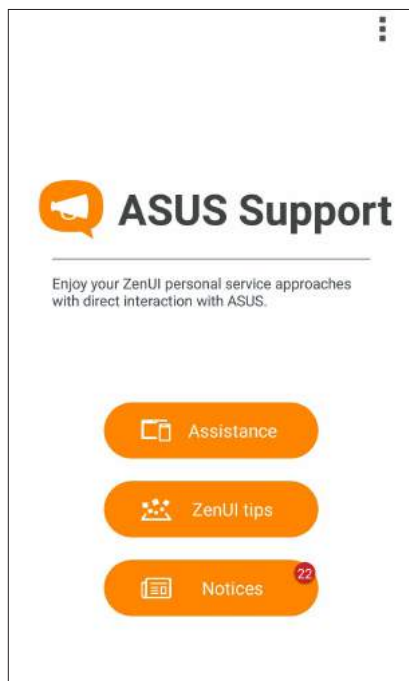 ASUS Support
Enjoy your ZenUI personal service approaches
with direct interaction with ASUS.
Assistance
ZenUI tips
22
Notices